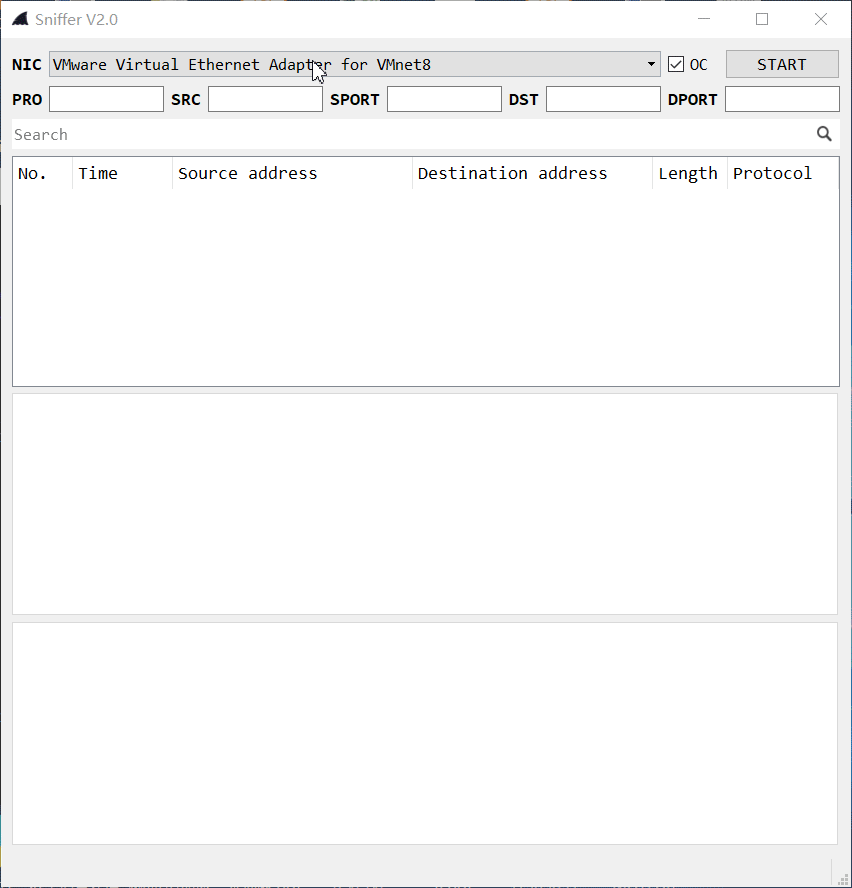 Sniffer V2.0
NIC VMware Virtual Ethernet Adapter for VMnet8 OC START
PRO SRC SPORT DST DPORT
Search
No. Time Source address Destination address Length Protocol